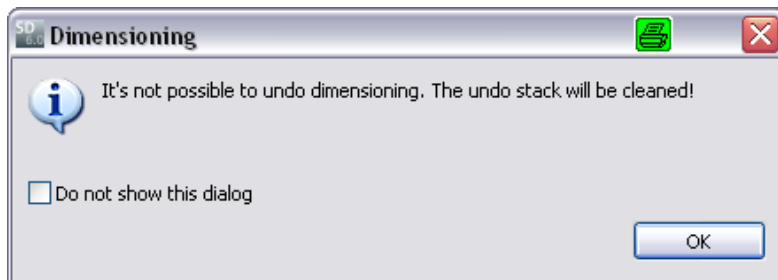 SD
6.0
Dimensioning
It's not possible to undo dimensioning. The undo stack will be cleaned!
Do not show this dialog
OK